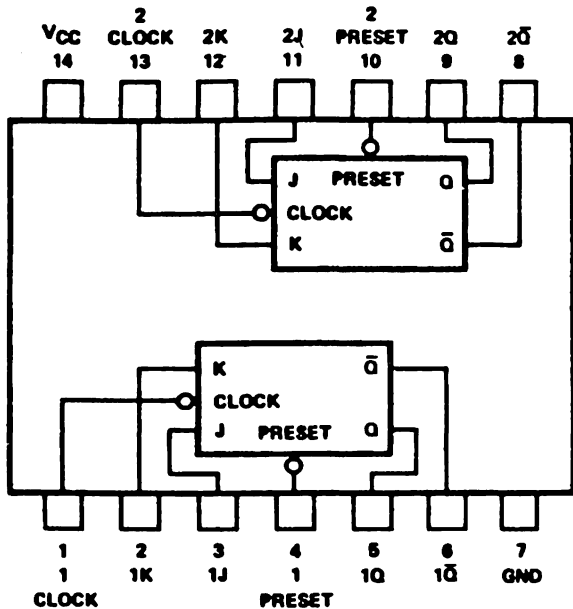 2 2
VCC CLOCK 2K 2J PRESET 2Q 2Q̅
14 13 12 11 10 9 8
J PRESET Q
CLOCK
K Q̅
K Q̅
CLOCK
J PRESET Q
1 2 3 4 5 6 7
1 1K 1J 1 1Q 1Q̅ GND
CLOCK PRESET